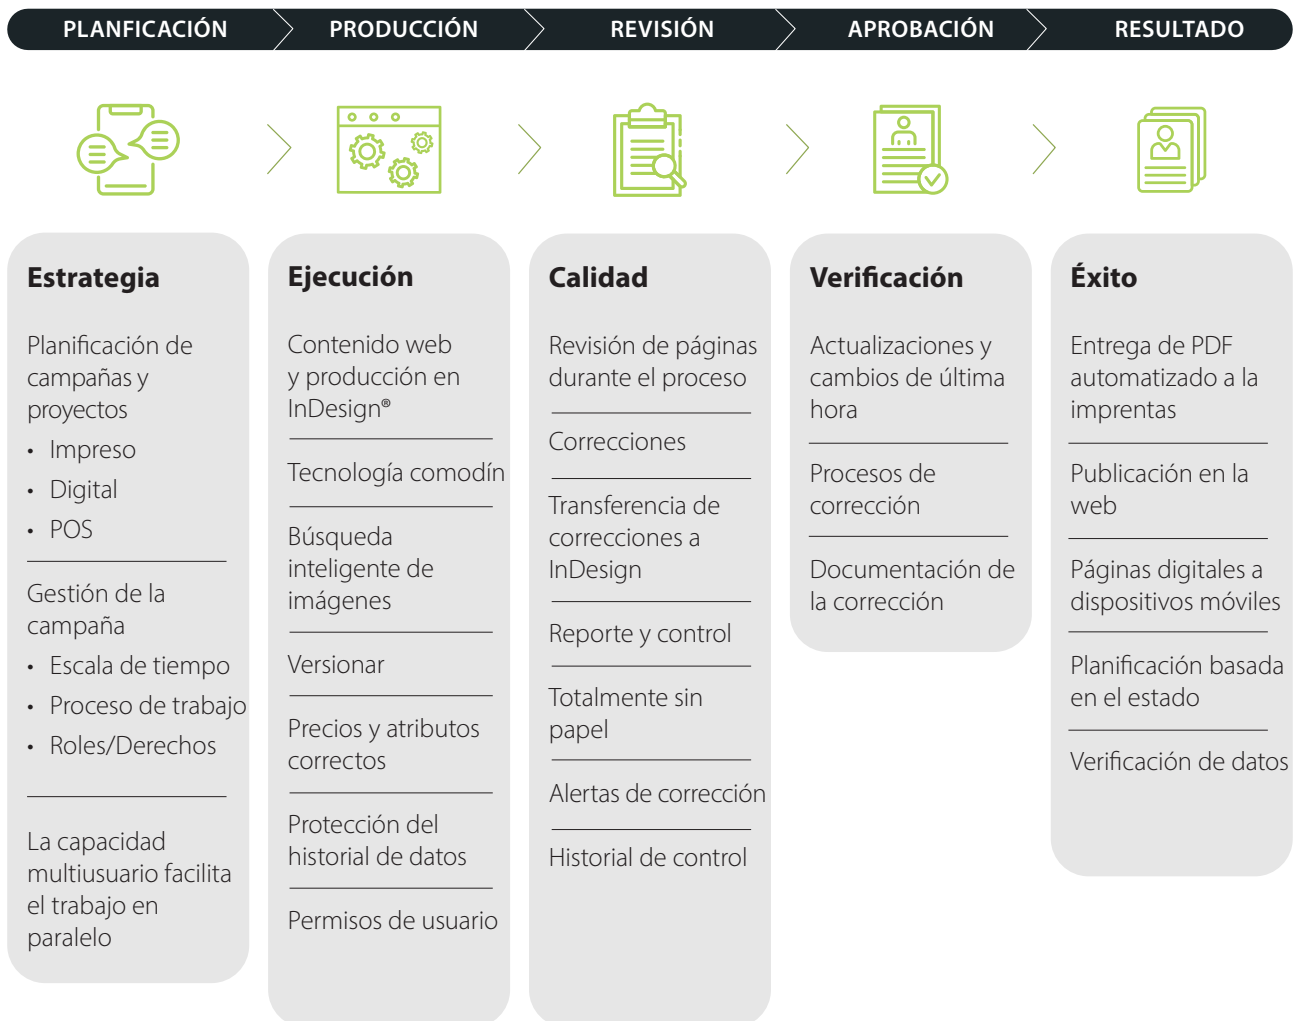 PLANFICACIÓN
PRODUCCIÓN
REVISIÓN
APROBACIÓN
RESULTADO
Estrategia
Planificación de
campañas y
proyectos
• Impreso
• Digital
• POS
Gestión de la
campaña
• Escala de tiempo
• Proceso de trabajo
• Roles/Derechos
La capacidad
multiusuario facilita
el trabajo en
paralelo
Ejecución
Contenido web
y producción en
InDesign®
Tecnología comodín
Búsqueda
inteligente de
imágenes
Versionar
Precios y atributos
correctos
Protección del
historial de datos
Permisos de usuario
Calidad
Revisión de páginas
durante el proceso
Correcciones
Transferencia de
correcciones a
InDesign
Reporte y control
Totalmente sin
papel
Alertas de corrección
Historial de control
Verificación
Actualizaciones y
cambios de última
hora
Procesos de
corrección
Documentación de
la corrección
Éxito
Entrega de PDF
automatizado a la
imprentas
Publicación en la
web
Páginas digitales a
dispositivos móviles
Planificación basada
en el estado
Verificación de datos